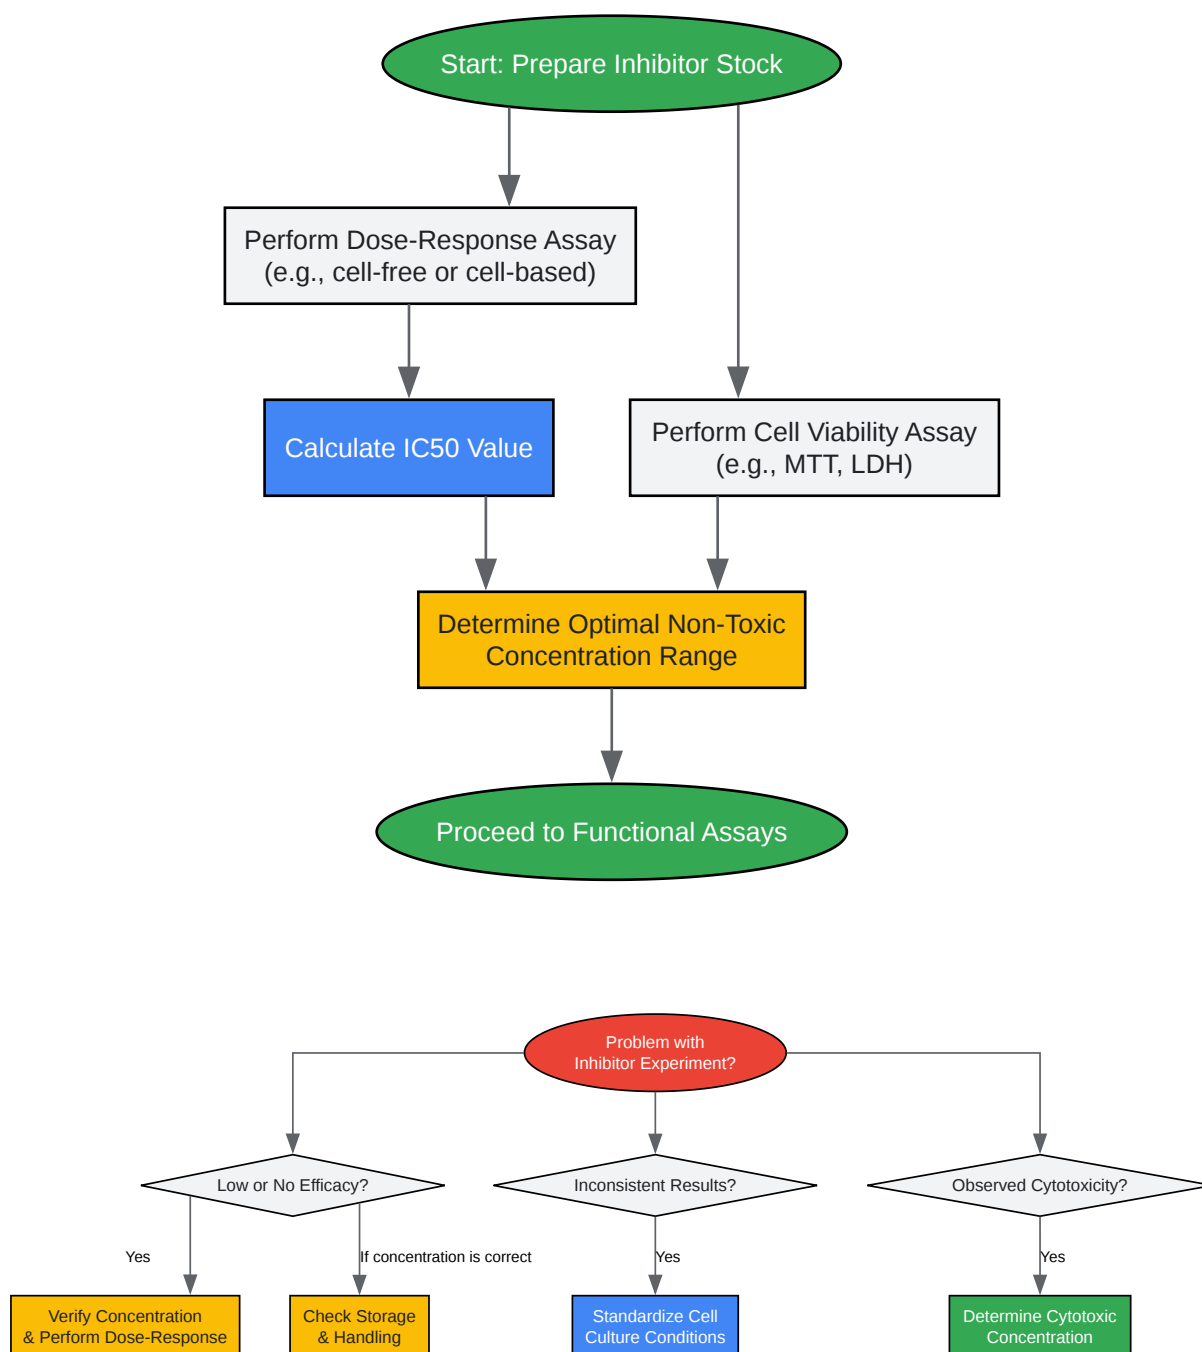 Start: Prepare Inhibitor Stock
Perform Dose-Response Assay
(e.g., cell-free or cell-based)
Calculate IC50 Value
Perform Cell Viability Assay
(e.g., MTT, LDH)
Determine Optimal Non-Toxic
Concentration Range
Proceed to Functional Assays
Problem with
Inhibitor Experiment?
Low or No Efficacy?
Inconsistent Results?
Observed Cytotoxicity?
Yes
If concentration is correct
Yes
Yes
Verify Concentration
& Perform Dose-Response
Check Storage
& Handling
Standardize Cell
Culture Conditions
Determine Cytotoxic
Concentration